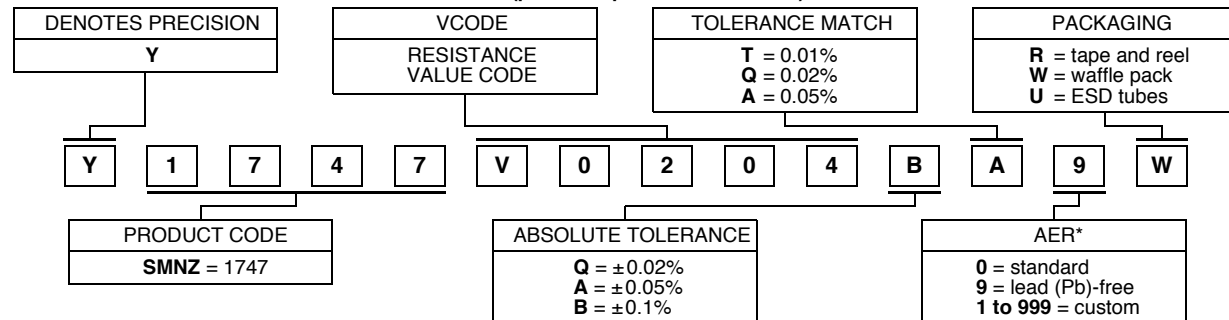 DENOTES PRECISION
Y
VCODE
RESISTANCE
VALUE CODE
TOLERANCE MATCH
T = 0.01%
Q = 0.02%
A = 0.05%
PACKAGING
R = tape and reel
W = waffle pack
U = ESD tubes
Y 1 7 4 7 V 0 2 0 4 B A 9 W
PRODUCT CODE
SMNZ = 1747
ABSOLUTE TOLERANCE
Q = ±0.02%
A = ±0.05%
B = ±0.1%
AER*
0 = standard
9 = lead (Pb)-free
1 to 999 = custom